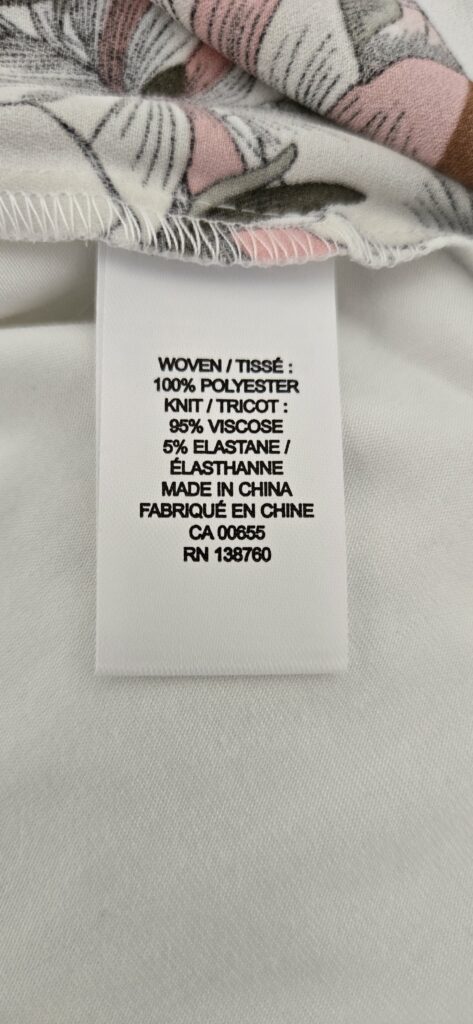 WOVEN / TISSÉ :
100% POLYESTER
KNIT / TRICOT :
95% VISCOSE
5% ELASTANE /
ÉLASTHANNE
MADE IN CHINA
FABRIQUÉ EN CHINE
CA 00655
RN 138760